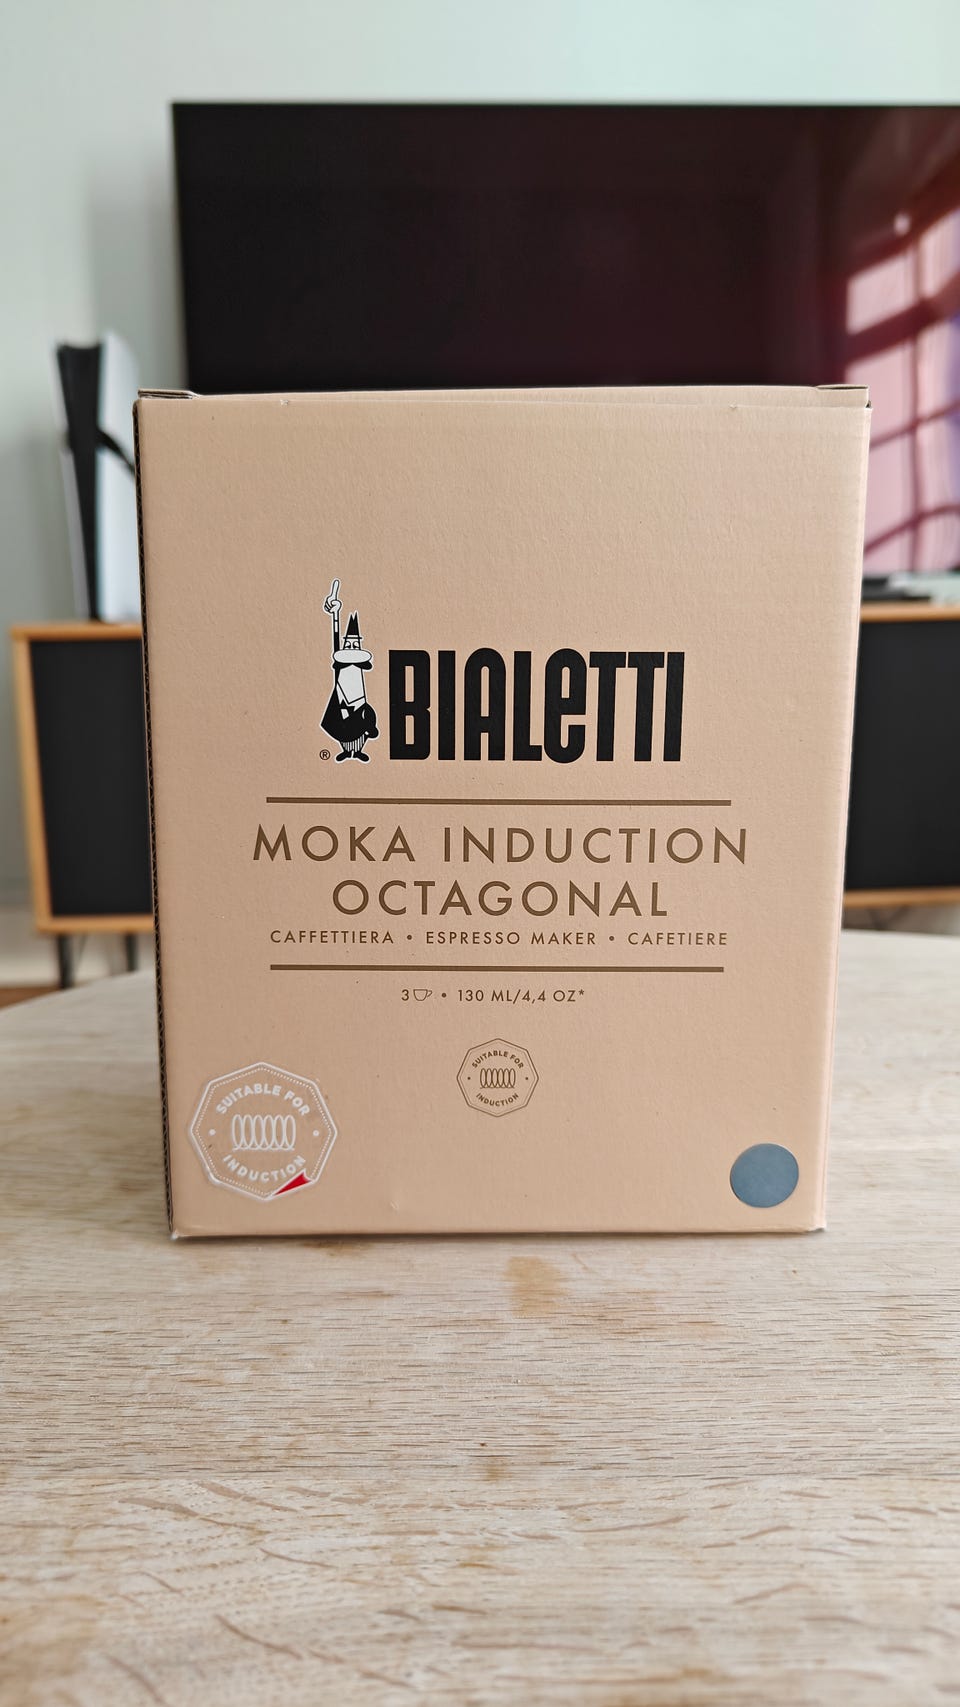 ®
BIALETTI
MOKA INDUCTION
OCTAGONAL
CAFFETTIERA • ESPRESSO MAKER • CAFETIERE
3 • 130 ML/4,4 OZ*
SUITABLE FOR
INDUCTION
SUITABLE FOR
INDUCTION